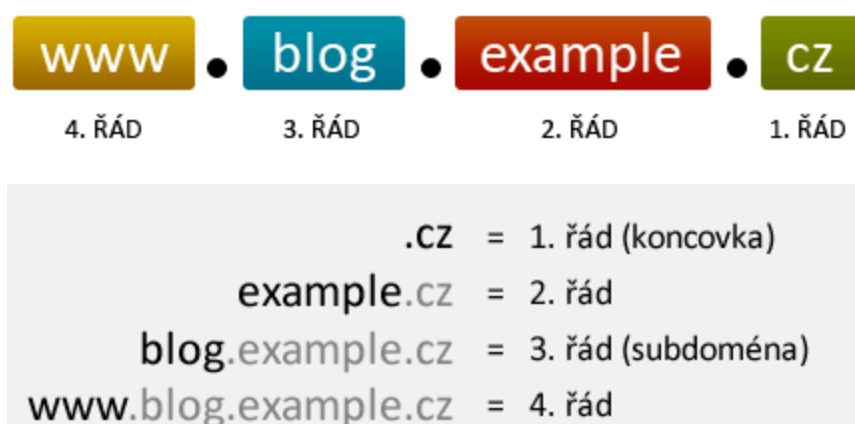 www . blog . example . cz
4. ŘÁD 3. ŘÁD 2. ŘÁD 1. ŘÁD
.cz = 1. řád (koncovka)
example.cz = 2. řád
blog.example.cz = 3. řád (subdoména)
www.blog.example.cz = 4. řád